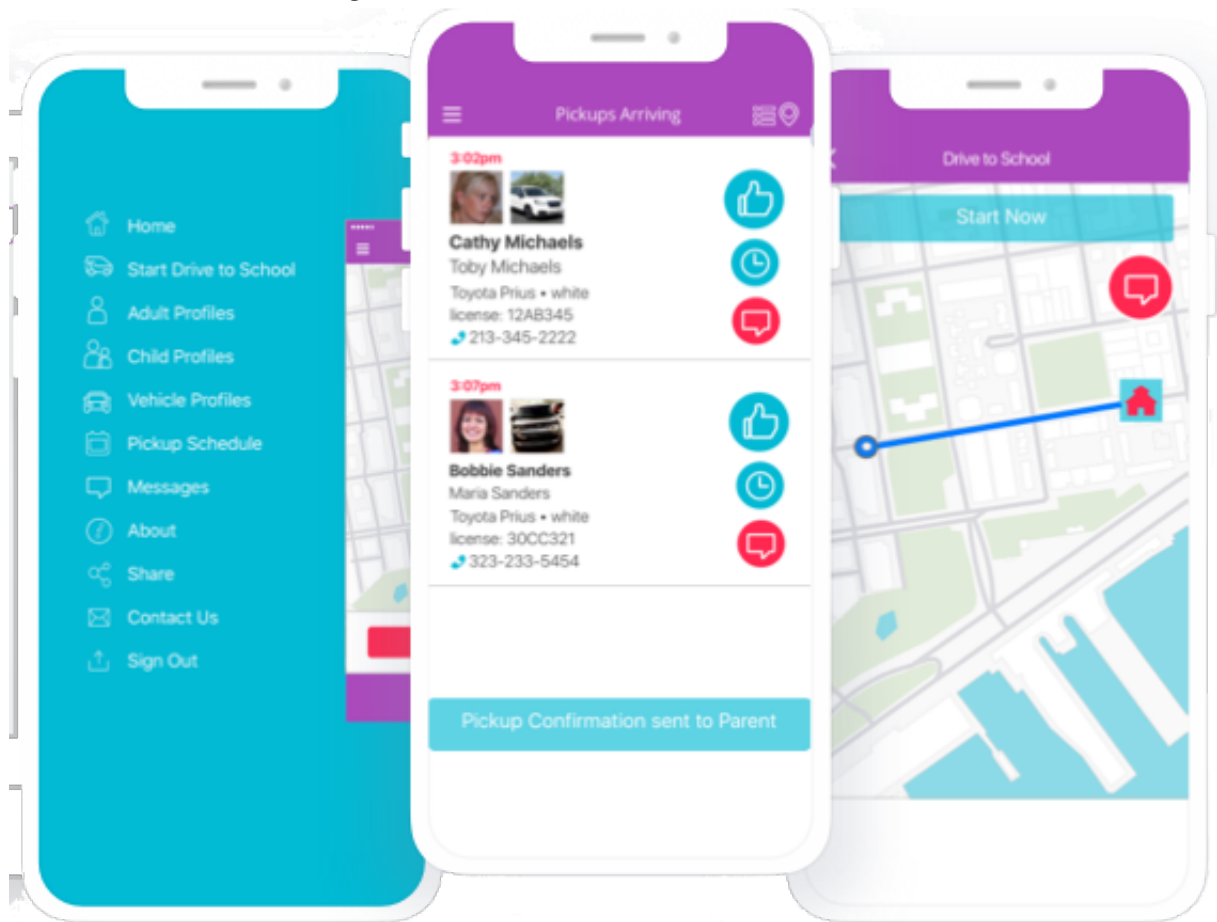 Home
Start Drive to School
Adult Profiles
Child Profiles
Vehicle Profiles
Pickup Schedule
Messages
About
Share
Contact Us
Sign Out
Pickups Arriving
3:02pm
Cathy Michaels
Toby Michaels
Toyota Prius • white
license: 12AB345
213-345-2222
3:07pm
Bobbie Sanders
Maria Sanders
Toyota Prius • white
license: 30CC321
323-233-5454
Pickup Confirmation sent to Parent
Drive to School
Start Now